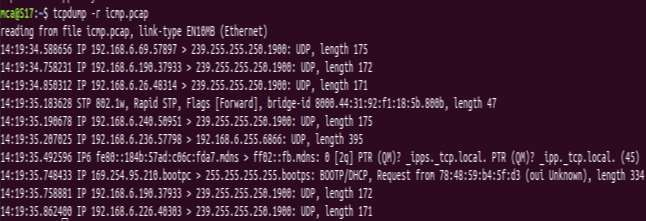 mca@S17:~$ tcpdump -r icmp.pcap
reading from file icmp.pcap, link-type EN10MB (Ethernet)
14:19:34.588656 IP 192.168.6.69.57897 > 239.255.255.250.1900: UDP, length 175
14:19:34.758231 IP 192.168.6.190.37933 > 239.255.255.250.1900: UDP, length 172
14:19:34.850312 IP 192.168.6.26.48314 > 239.255.255.250.1900: UDP, length 171
14:19:35.183628 STP 802.1w, Rapid STP, Flags [Forward], bridge-id 8000.44:31:92:f1:18:5b.800b, length 47
14:19:35.190678 IP 192.168.6.240.50951 > 239.255.255.250.1900: UDP, length 175
14:19:35.207025 IP 192.168.6.236.57798 > 192.168.6.255.6866: UDP, length 395
14:19:35.492596 IP6 fe80::184b:57ad:c06c:fda7.mdns > ff02::fb.mdns: 0 [2q] PTR (QM)? _ipps._tcp.local. PTR (QM)? _ipp._tcp.local. (45)
14:19:35.748433 IP 169.254.95.210.bootpc > 255.255.255.255.bootps: BOOTP/DHCP, Request from 78:48:59:b4:5f:d3 (oui Unknown), length 334
14:19:35.758881 IP 192.168.6.190.37933 > 239.255.255.250.1900: UDP, length 172
14:19:35.862400 IP 192.168.6.226.40303 > 239.255.255.250.1900: UDP, length 171